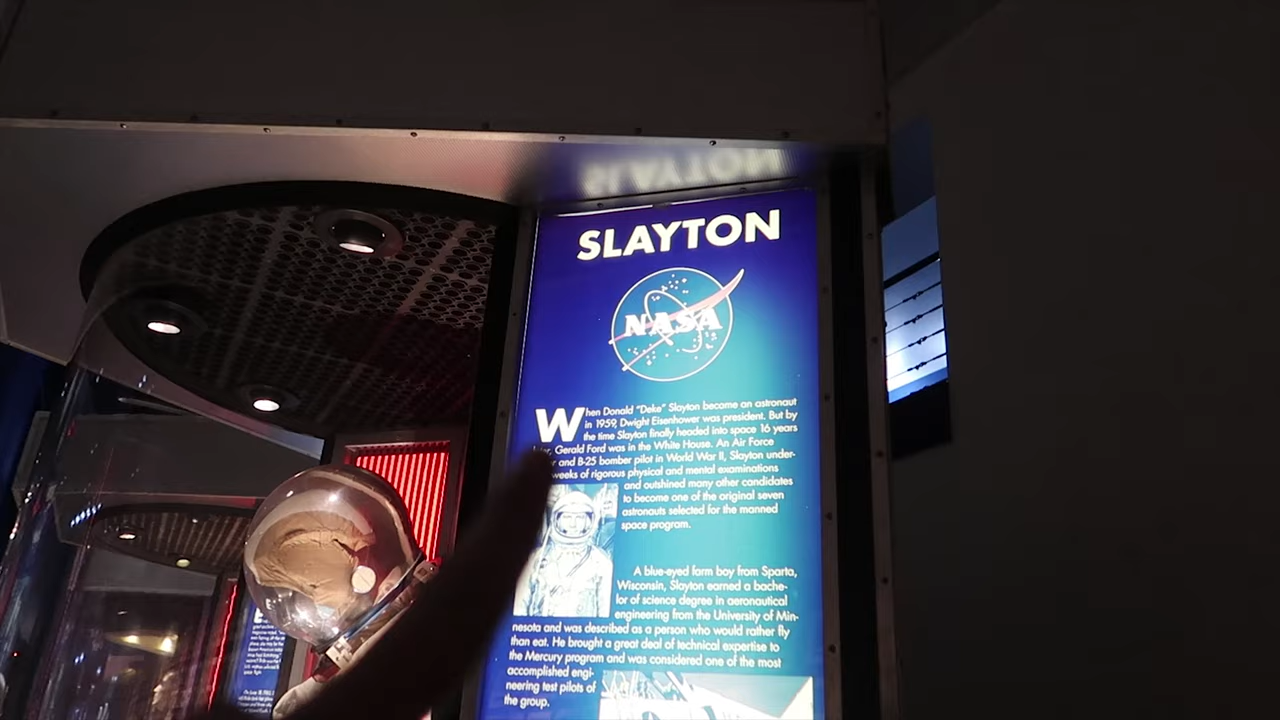 SLAYTON
NASA
When Donald "Deke" Slayton became an astronaut
in 1959, Dwight Eisenhower was president. But by
the time Slayton finally headed into space 16 years
Gerald Ford was in the White House. An Air Force
and B-25 bomber pilot in World War II, Slayton under-
weeks of rigorous physical and mental examinations
and outshined many other candidates
to become one of the original seven
astronauts selected for the manned
space program.
A blue-eyed farm boy from Sparta,
Wisconsin, Slayton earned a bache-
lor of science degree in aeronautical
engineering from the University of Min-
nesota and was described as a person who would rather fly
than eat. He brought a great deal of technical expertise to
the Mercury program and was considered one of the most
accomplished engi-
neering test pilots of
the group.